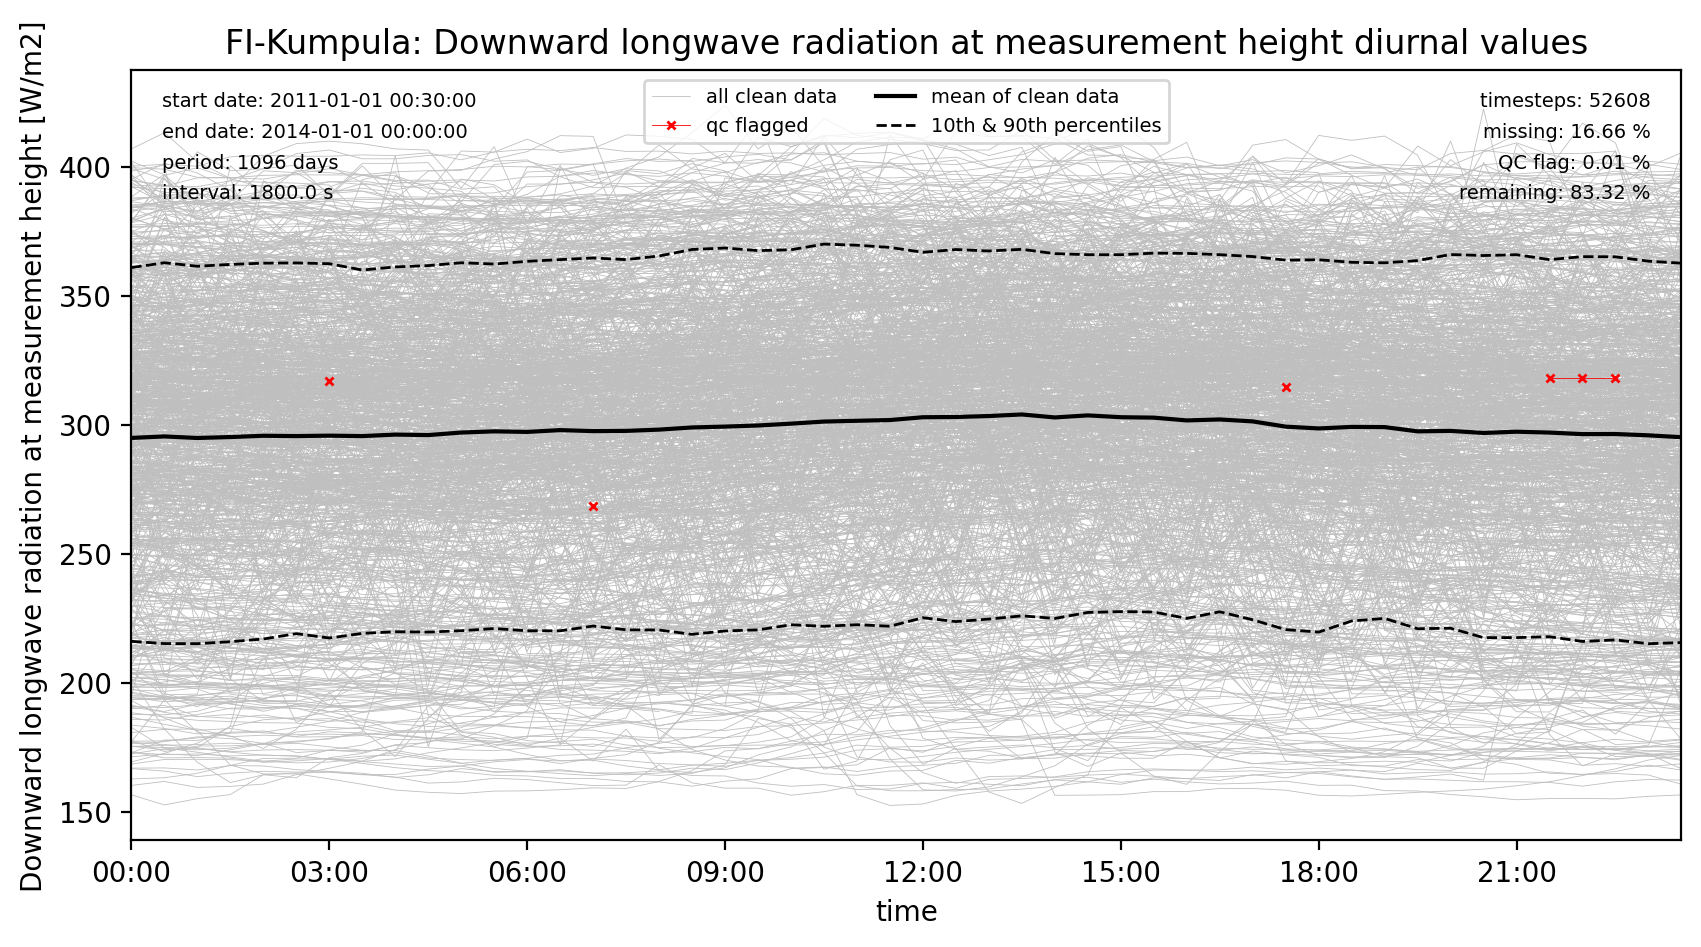 FI-Kumpula: Downward longwave radiation at measurement height diurnal values
Downward longwave radiation at measurement height [W/m2]
start date: 2011-01-01 00:30:00
end date: 2014-01-01 00:00:00
period: 1096 days
interval: 1800.0 s
all clean data
qc flagged
mean of clean data
10th & 90th percentiles
timesteps: 52608
missing: 16.66 %
QC flag: 0.01 %
remaining: 83.32 %
400
350
300
250
200
150
00:00 03:00 06:00 09:00 12:00 15:00 18:00 21:00
time